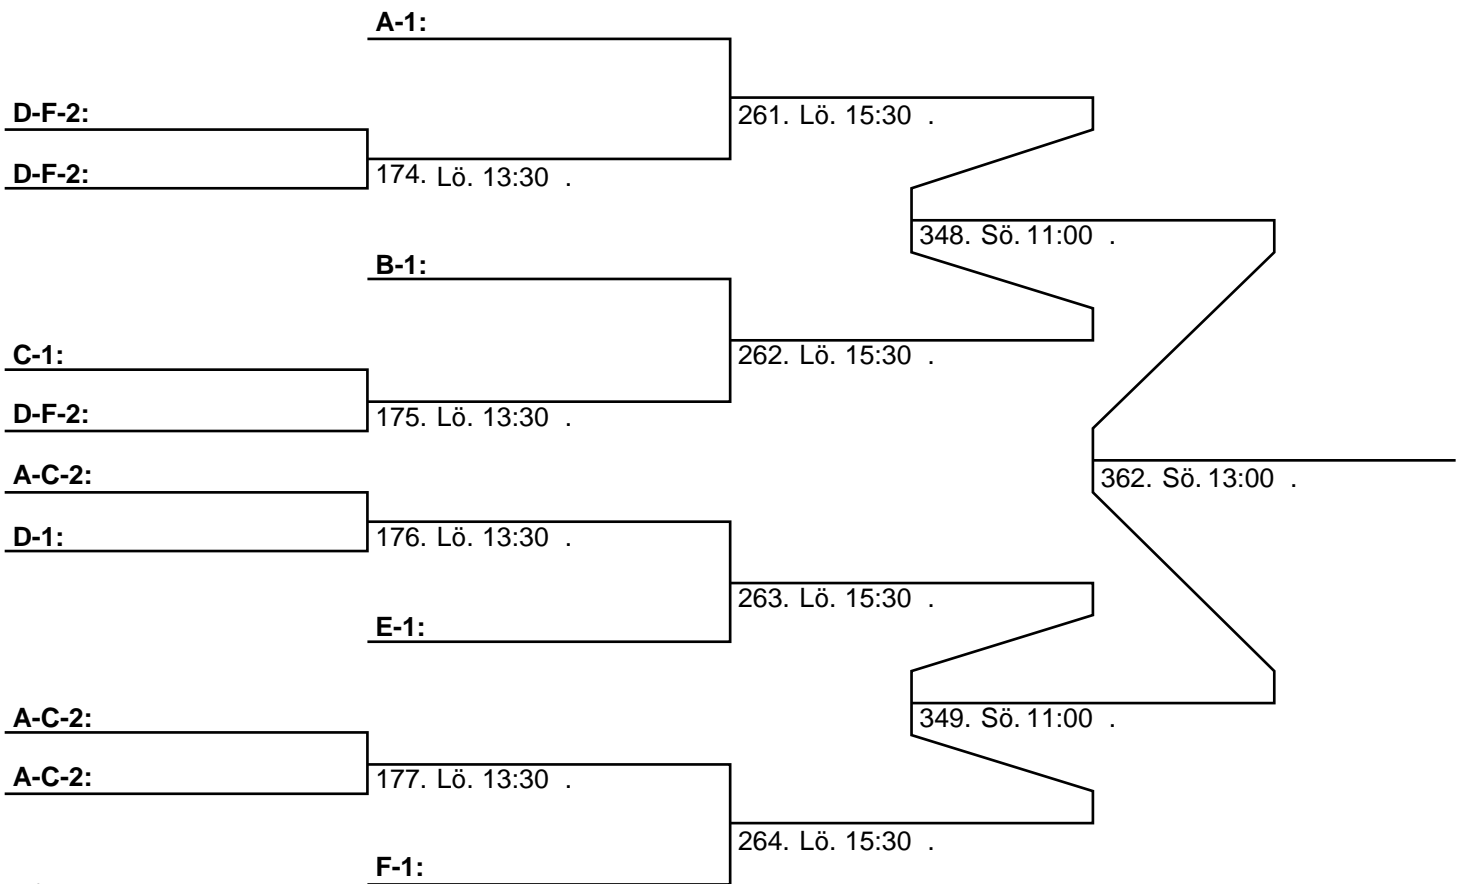 A-1:
D-F-2:
261. Lö. 15:30 .
D-F-2:
174. Lö. 13:30 .
348. Sö. 11:00 .
B-1:
C-1:
262. Lö. 15:30 .
D-F-2:
175. Lö. 13:30 .
A-C-2:
362. Sö. 13:00 .
D-1:
176. Lö. 13:30 .
263. Lö. 15:30 .
E-1:
A-C-2:
349. Sö. 11:00 .
A-C-2:
177. Lö. 13:30 .
264. Lö. 15:30 .
F-1: